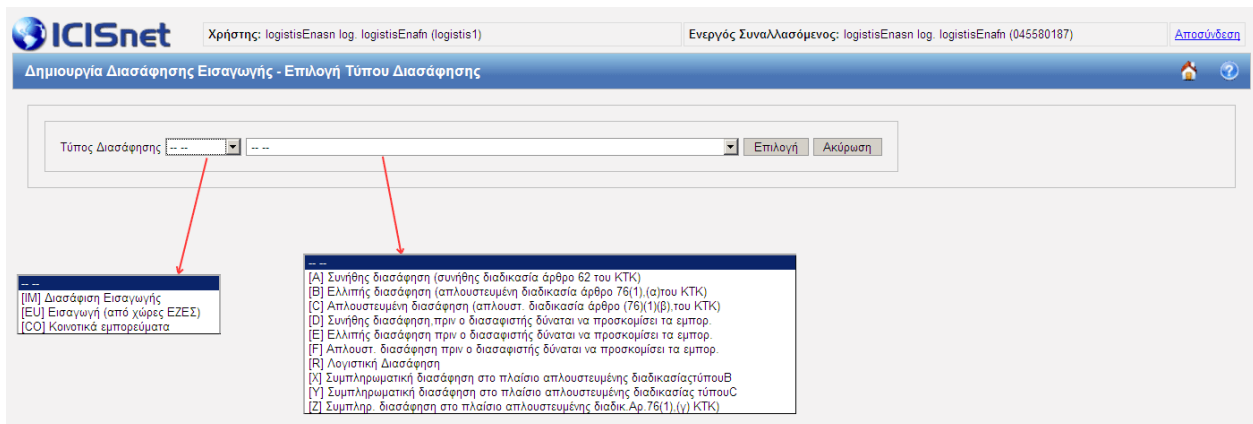 ICISnet
Χρήστης: logistisEnasn log. logistisEnafn (logistis1)
Ενεργός Συναλλασόμενος: logistisEnasn log. logistisEnafn (045580187)
Αποσύνδεση
Δημιουργία Διασάφησης Εισαγωγής - Επιλογή Τύπου Διασάφησης
Τύπος Διασάφησης -- -- -- -- Επιλογή Ακύρωση
-- --
[IM] Διασάφιση Εισαγωγής
[EU] Εισαγωγή (από χώρες ΕΖΕΣ)
[CO] Κοινοτικά εμπορεύματα
-- --
[A] Συνήθης διασάφηση (συνήθης διαδικασία άρθρο 62 του ΚΤΚ)
[B] Ελλιπής διασάφηση (απλουστευμένη διαδικασία άρθρο 76(1),(α)του ΚΤΚ)
[C] Απλουστευμένη διασάφηση (απλουστ. διαδικασία άρθρο (76)(1)(β),του ΚΤΚ)
[D] Συνήθης διασάφηση,πριν ο διασαφιστής δύναται να προσκομίσει τα εμπορ.
[E] Ελλιπής διασάφηση πριν ο διασαφιστής δύναται να προσκομίσει τα εμπορ.
[F] Απλουστ. διασάφηση πριν ο διασαφιστής δύναται να προσκομίσει τα εμπορ.
[R] Λογιστική Διασάφηση
[X] Συμπληρωματική διασάφηση στο πλαίσιο απλουστευμένης διαδικασίαςτύπουB
[Y] Συμπληρωματική διασάφηση στο πλαίσιο απλουστευμένης διαδικασίας τύπουC
[Z] Συμπληρ. διασάφηση στο πλαίσιο απλουστευμένης διαδικ.Αρ.76(1),(γ) ΚΤΚ)